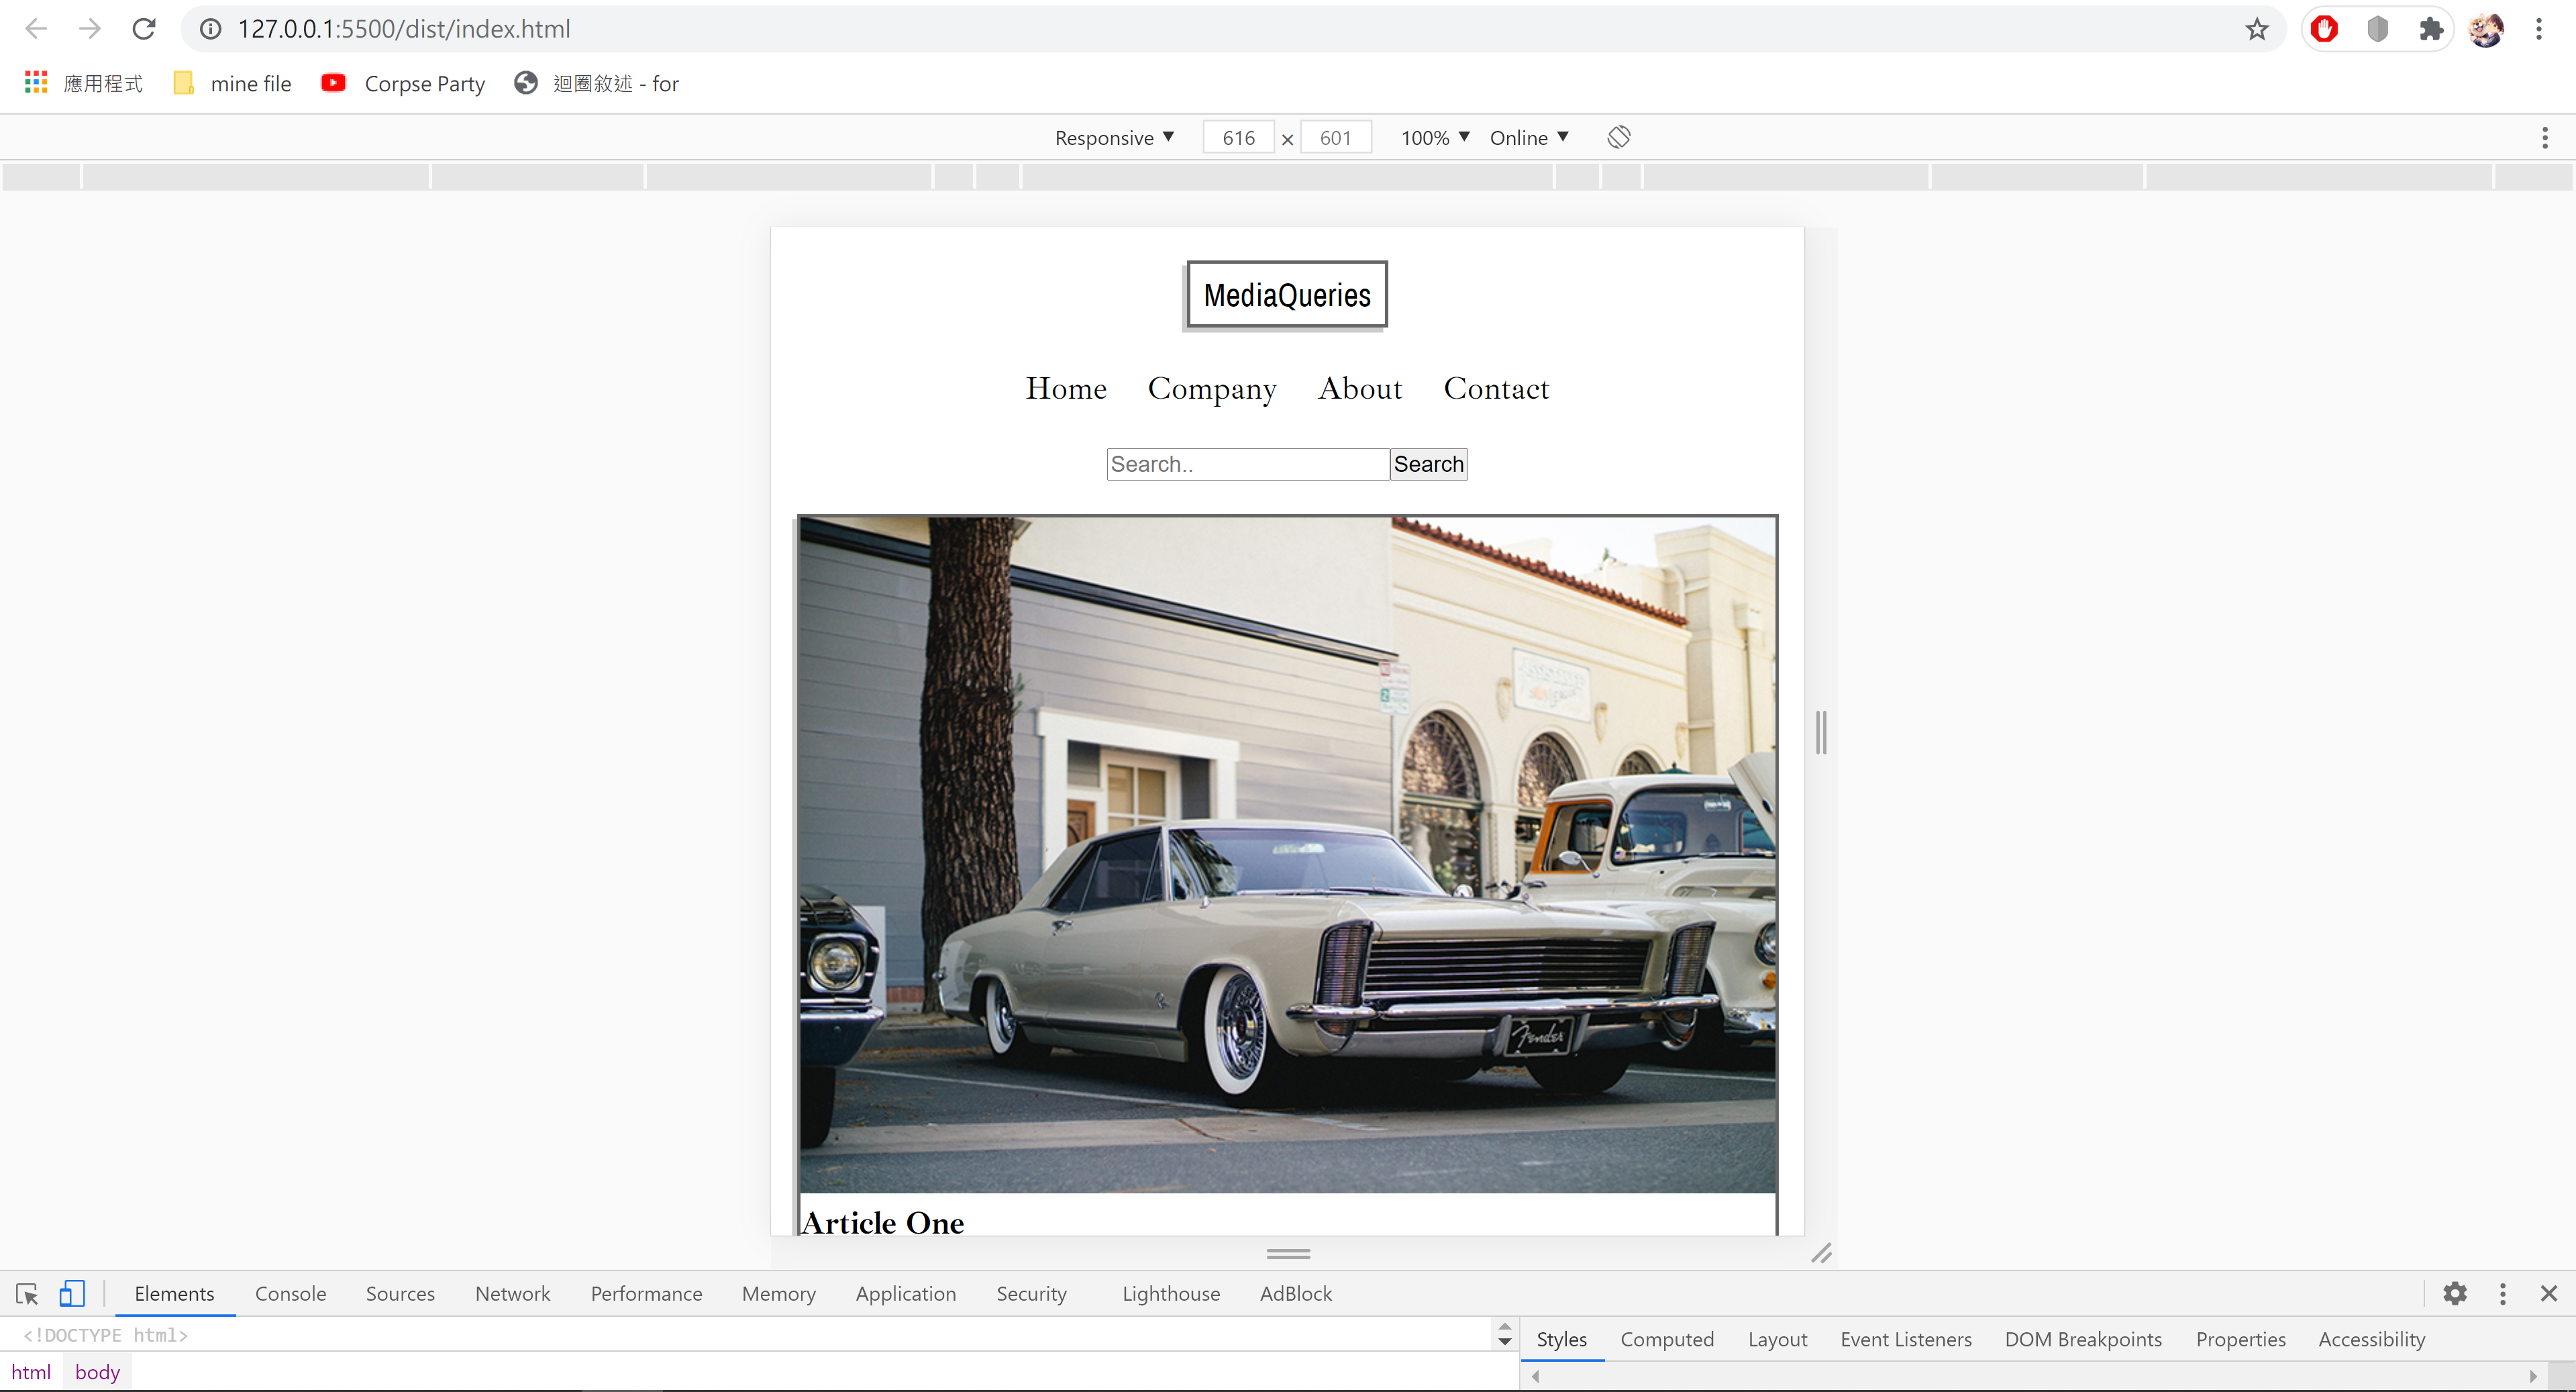 127.0.0.1:5500/dist/index.html
應用程式 mine file Corpse Party 迴圈敘述 - for
Responsive 616 × 601 100% Online
MediaQueries
Home Company About Contact
Search.. Search
Fender
Article One
Elements Console Sources Network Performance Memory Application Security Lighthouse AdBlock
<!DOCTYPE html>
Styles Computed Layout Event Listeners DOM Breakpoints Properties Accessibility
html body